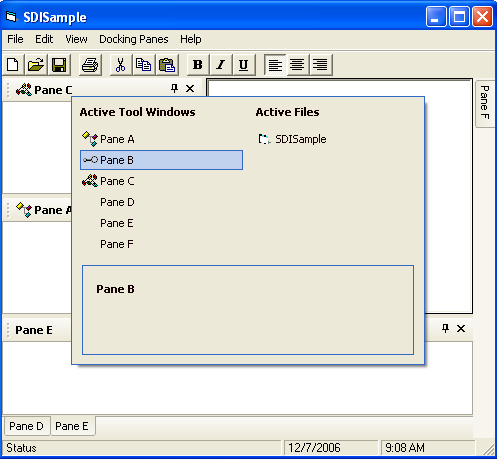 SDISample
File Edit View Docking Panes Help
B I U
Pane C
Pane F
Active Tool Windows Active Files
Pane A SDISample
Pane B
Pane C
Pane D
Pane A
Pane E
Pane F
Pane B
Pane E
Pane D Pane E
Status 12/7/2006 9:08 AM